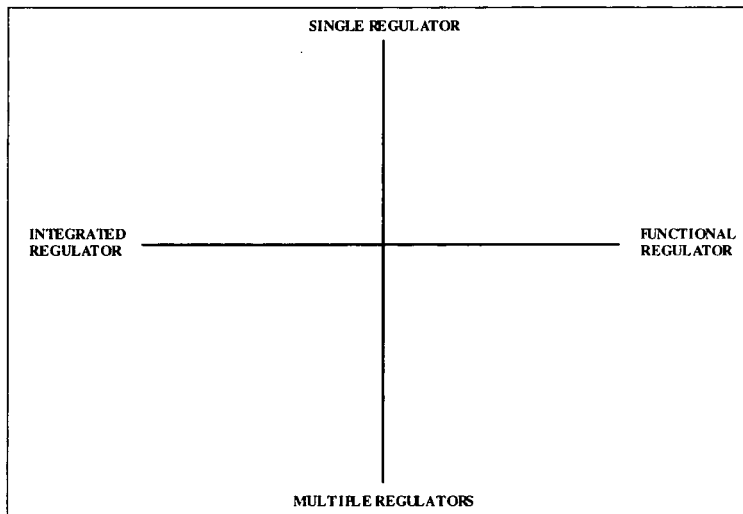 SINGLE REGULATOR
INTEGRATED
REGULATOR
FUNCTIONAL
REGULATOR
MULTIPLE REGULATORS